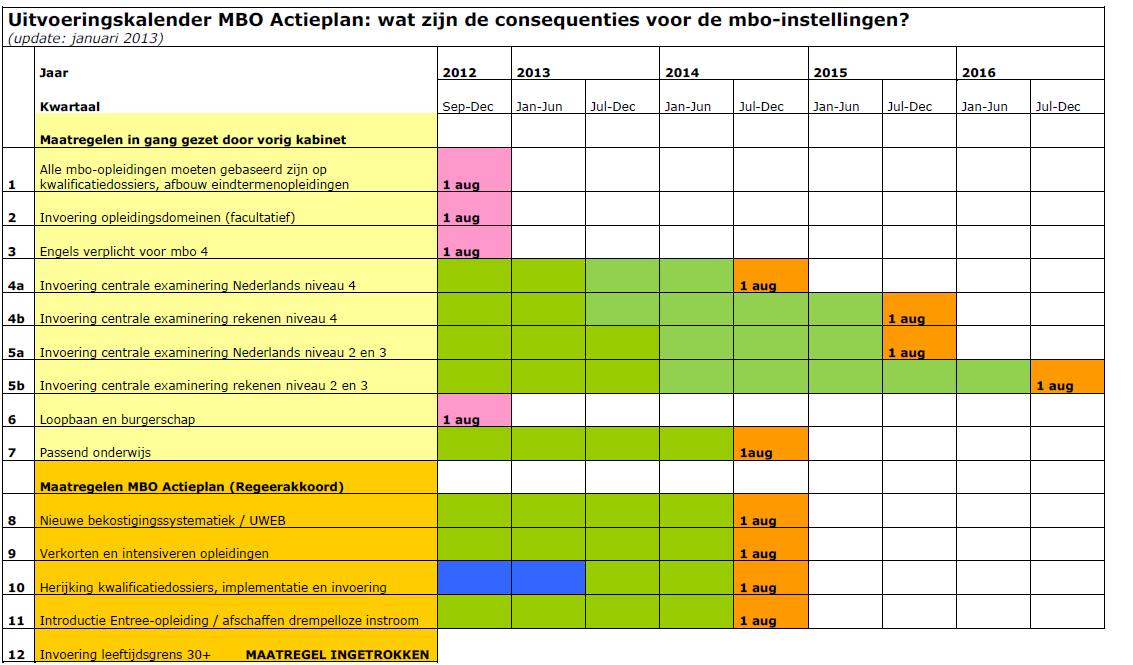 Uitvoeringskalender MBO Actieplan: wat zijn de consequenties voor de mbo-instellingen?
(update: januari 2013)
Jaar 2012 2013 2014 2015 2016
Kwartaal Sep-Dec Jan-Jun Jul-Dec Jan-Jun Jul-Dec Jan-Jun Jul-Dec Jan-Jun Jul-Dec
Maatregelen in gang gezet door vorig kabinet
Alle mbo-opleidingen moeten gebaseerd zijn op
1 kwalificatiedossiers, afbouw eindtermenopleidingen 1 aug
2 Invoering opleidingsdomeinen (facultatief) 1 aug
3 Engels verplicht voor mbo 4 1 aug
4a Invoering centrale examinering Nederlands niveau 4 1 aug
4b Invoering centrale examinering rekenen niveau 4 1 aug
5a Invoering centrale examinering Nederlands niveau 2 en 3 1 aug
5b Invoering centrale examinering rekenen niveau 2 en 3 1 aug
6 Loopbaan en burgerschap 1 aug
7 Passend onderwijs 1aug
Maatregelen MBO Actieplan (Regeerakkoord)
8 Nieuwe bekostigingssystematiek / UWEB 1 aug
9 Verkorten en intensiveren opleidingen 1 aug
10 Herijking kwalificatiedossiers, implementatie en invoering 1 aug
11 Introductie Entree-opleiding / afschaffen drempelloze instroom 1 aug
12 Invoering leeftijdsgrens 30+ MAATREGEL INGETROKKEN